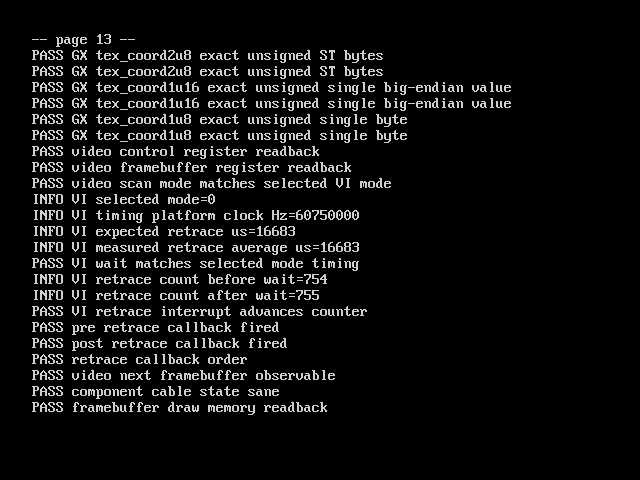 -- page 13 --
PASS GX tex_coord2u8 exact unsigned ST bytes
PASS GX tex_coord2u8 exact unsigned ST bytes
PASS GX tex_coord1u16 exact unsigned single big-endian value
PASS GX tex_coord1u16 exact unsigned single big-endian value
PASS GX tex_coord1u8 exact unsigned single byte
PASS GX tex_coord1u8 exact unsigned single byte
PASS video control register readback
PASS video framebuffer register readback
PASS video scan mode matches selected VI mode
INFO VI selected mode=0
INFO VI timing platform clock Hz=60750000
INFO VI expected retrace us=16683
INFO VI measured retrace average us=16683
PASS VI wait matches selected mode timing
INFO VI retrace count before wait=754
INFO VI retrace count after wait=755
PASS VI retrace interrupt advances counter
PASS pre retrace callback fired
PASS post retrace callback fired
PASS retrace callback order
PASS video next framebuffer observable
PASS component cable state sane
PASS framebuffer draw memory readback